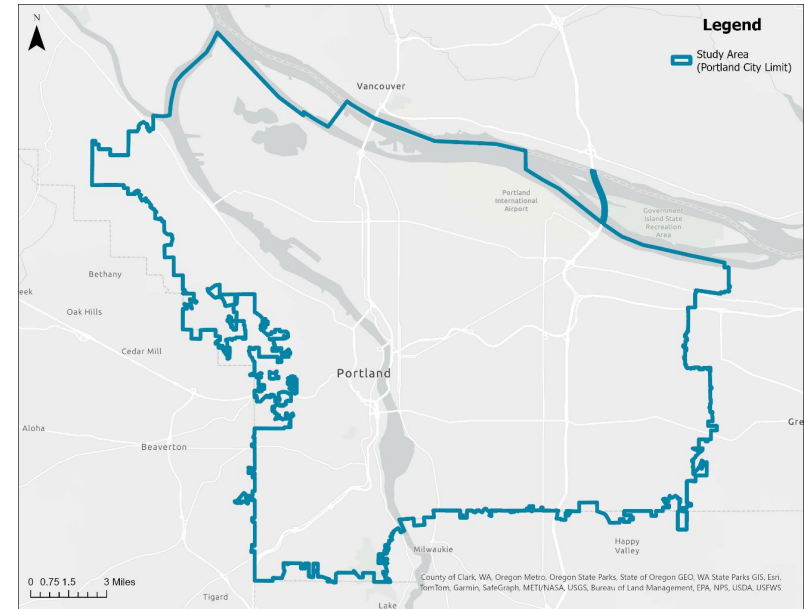 N
Legend
Study Area
(Portland City Limit)
Vancouver
Portland
International
Airport
Government
Island State
Recreation
Area
Bethany
eek
Oak Hills
Cedar Mill
Portland
Aloha
Gre
Beaverton
Milwaukie
Happy
Valley
0 0.75 1.5 3 Miles
County of Clark, WA, Oregon Metro, Oregon State Parks, State of Oregon GEO, WA State Parks GIS, Esri,
TomTom, Garmin, SafeGraph, METI/NASA, USGS, Bureau of Land Management, EPA, NPS, USDA, USFWS
Tigard
Lake